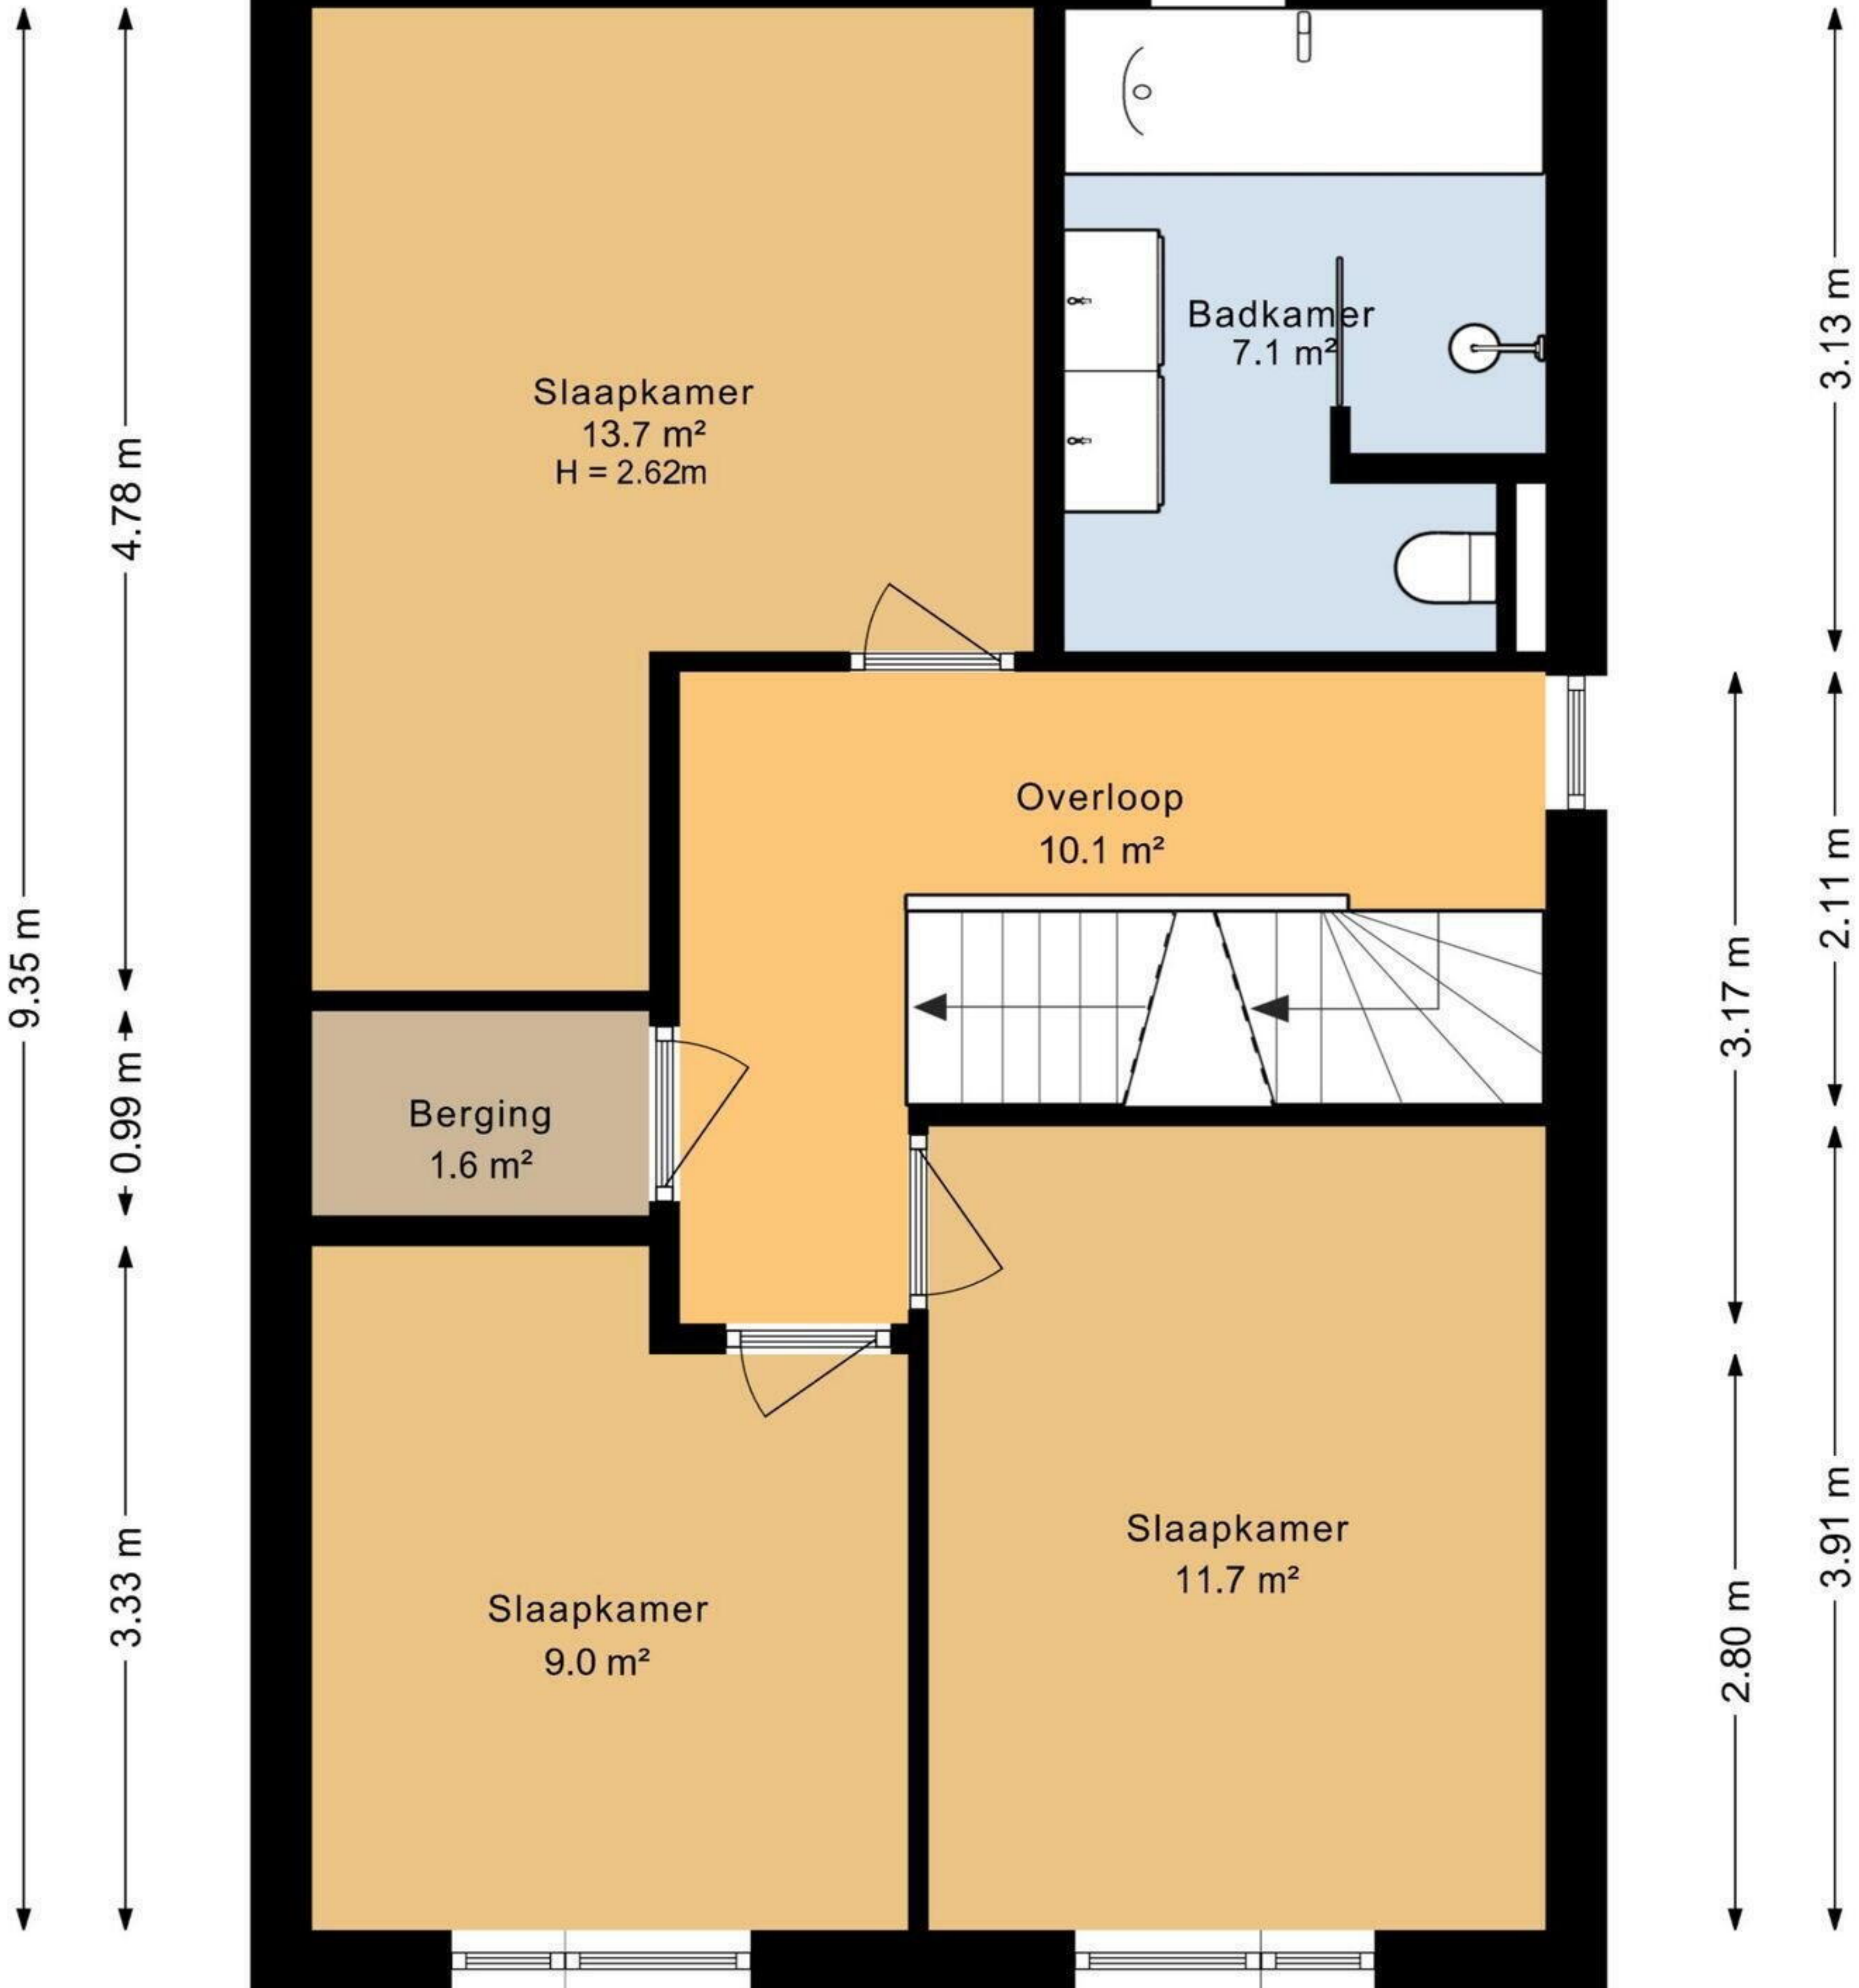 Slaapkamer
13.7 m²
H = 2.62m
Badkamer
7.1 m²
Overloop
10.1 m²
Berging
1.6 m²
Slaapkamer
9.0 m²
Slaapkamer
11.7 m²
9.35 m
4.78 m
0.99 m
3.33 m
3.17 m
2.80 m
3.13 m
2.11 m
3.91 m